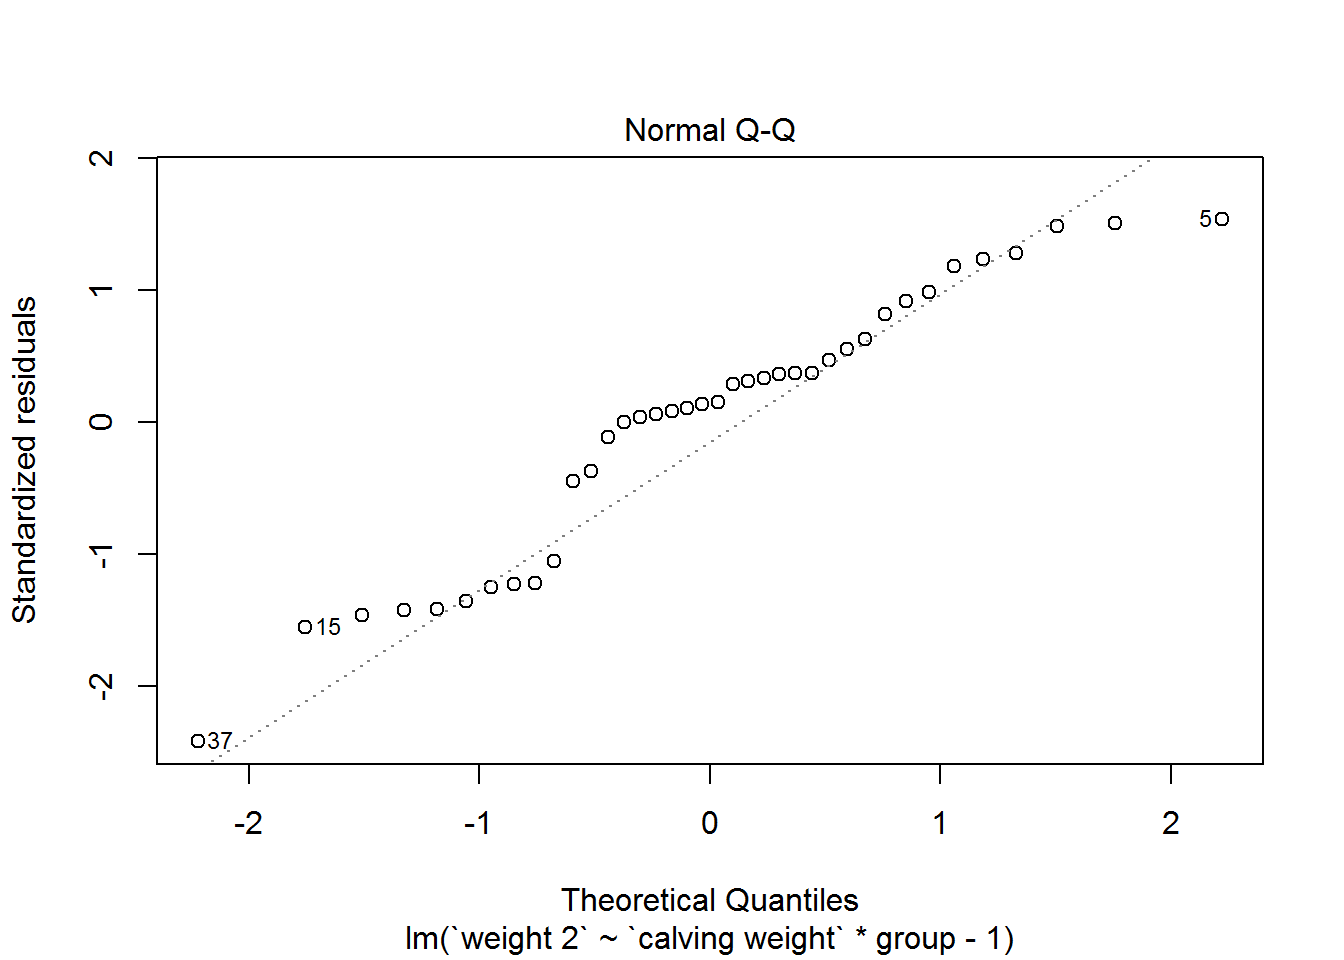 Normal Q-Q
Standardized residuals
2
1
0
-1
-2
5
15
37
-2 -1 0 1 2
Theoretical Quantiles
lm(`weight 2` ~ `calving weight` * group - 1)